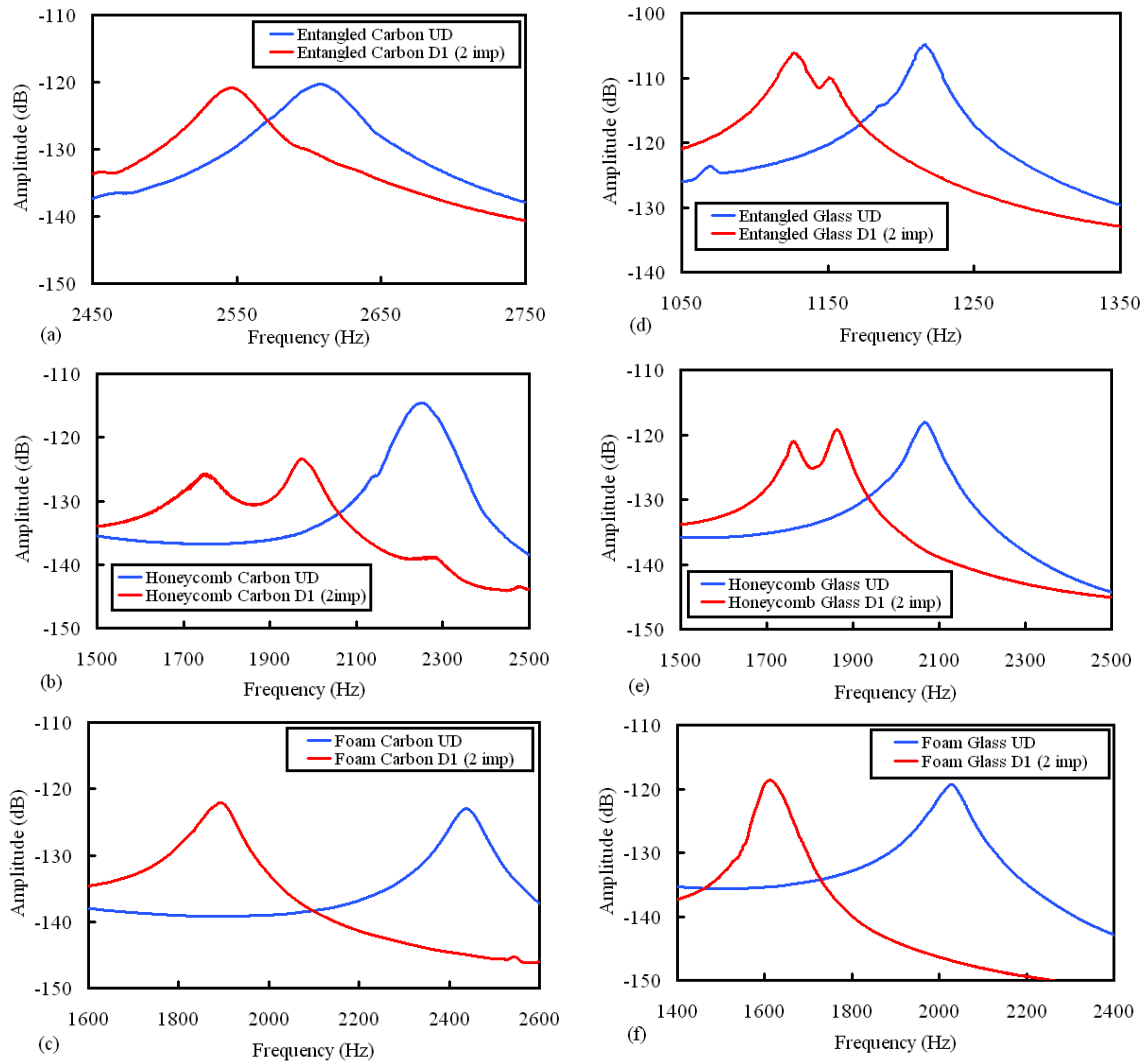 -110
-120
-130
-140
-150
Amplitude (dB)
Entangled Carbon UD
Entangled Carbon D1 (2 imp)
2450 2550 2650 2750
Frequency (Hz)
(a)
-100
-110
-120
-130
-140
Amplitude (dB)
Entangled Glass UD
Entangled Glass D1 (2 imp)
1050 1150 1250 1350
Frequency (Hz)
(d)
-110
-120
-130
-140
-150
Amplitude (dB)
Honeycomb Carbon UD
Honeycomb Carbon D1 (2imp)
1500 1700 1900 2100 2300 2500
Frequency (Hz)
(b)
-110
-120
-130
-140
-150
Amplitude (dB)
Honeycomb Glass UD
Honeycomb Glass D1 (2 imp)
1500 1700 1900 2100 2300 2500
Frequency (Hz)
(e)
-110
-120
-130
-140
-150
Amplitude (dB)
Foam Carbon UD
Foam Carbon D1 (2 imp)
1600 1800 2000 2200 2400 2600
Frequency (Hz)
(c)
-110
-120
-130
-140
-150
Amplitude (dB)
Foam Glass UD
Foam Glass D1 (2 imp)
1400 1600 1800 2000 2200 2400
Frequency (Hz)
(f)